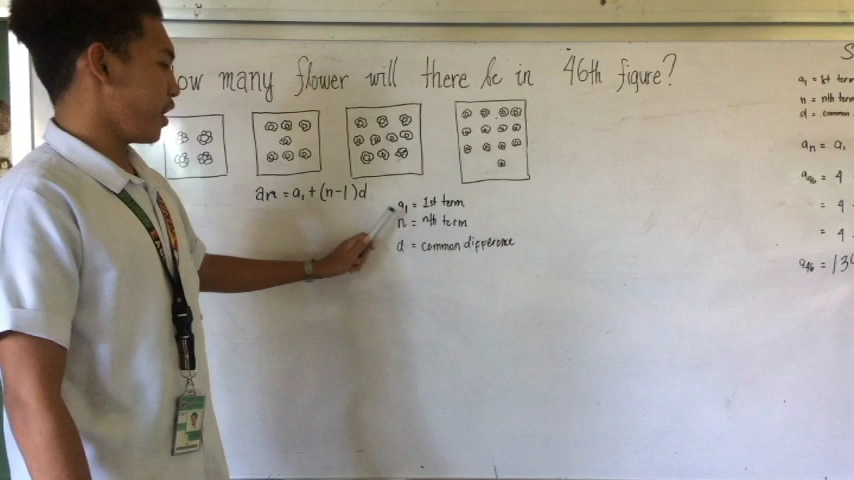 ow many flower will there be in 46th figure?
an = a1 + (n-1)d
a1 = 1st term
n = nth term
d = common difference
S
a1 = 1st term
n = nth term
d = common
an = a1
a46 = 4
= 4
= 4
a46 = 13